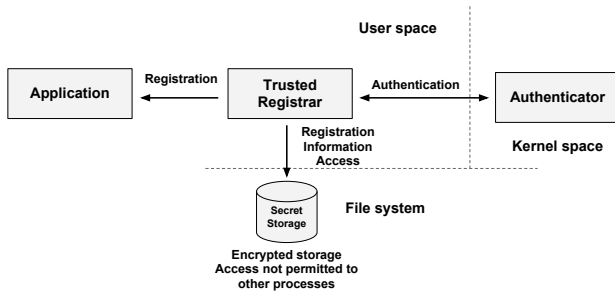 User space
Application
Registration
Trusted
Registrar
Authentication
Authenticator
Kernel space
Registration
Information
Access
Secret
Storage
File system
Encrypted storage
Access not permitted to
other processes